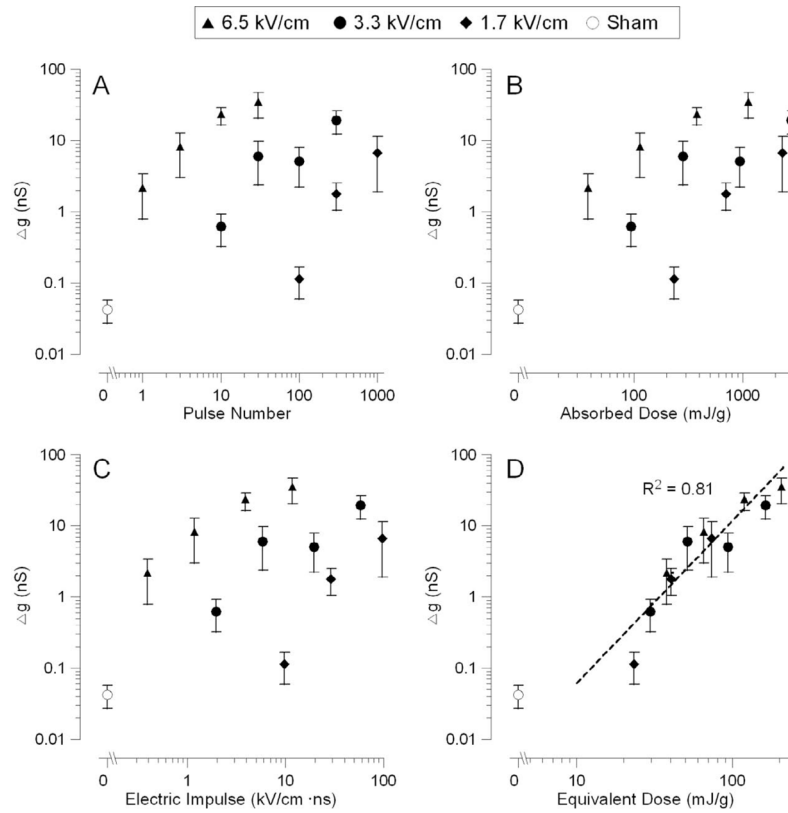 ▲ 6.5 kV/cm ● 3.3 kV/cm ◆ 1.7 kV/cm ○ Sham
A
100
10
1
0.1
0.01
△g (nS)
0 1 10 100 1000
Pulse Number
B
100
10
1
0.1
0.01
△g (nS)
0 100 1000
Absorbed Dose (mJ/g)
C
100
10
1
0.1
0.01
△g (nS)
0 1 10 100
Electric Impulse (kV/cm ·ns)
D
R² = 0.81
100
10
1
0.1
0.01
△g (nS)
0 10 100
Equivalent Dose (mJ/g)